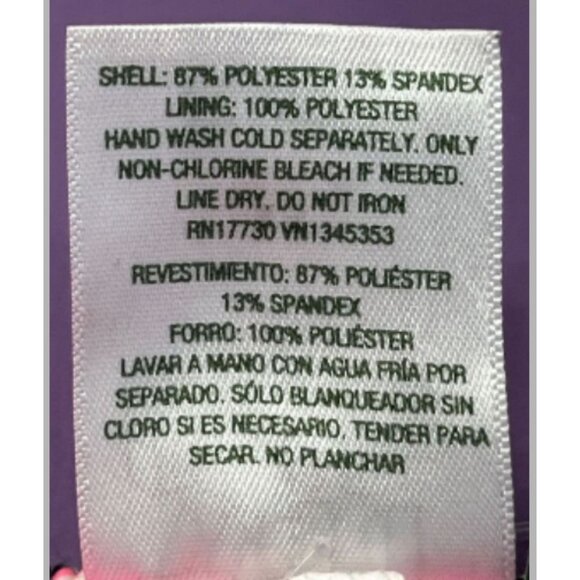 SHELL: 87% POLYESTER 13% SPANDEX
LINING: 100% POLYESTER
HAND WASH COLD SEPARATELY. ONLY
NON-CHLORINE BLEACH IF NEEDED.
LINE DRY. DO NOT IRON
RN17730 VN1345353
REVESTIMIENTO: 87% POLIÉSTER
13% SPANDEX
FORRO: 100% POLIÉSTER
LAVAR A MANO CON AGUA FRÍA POR
SEPARADO. SÓLO BLANQUEADOR SIN
CLORO SI ES NECESARIO. TENDER PARA
SECAR. NO PLANCHAR